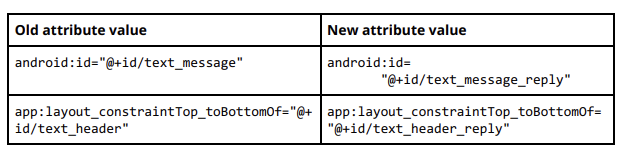 Old attribute value
New attribute value
android:id="@+id/text_message"
android:id=
"@+id/text_message_reply"
app:layout_constraintTop_toBottomOf="@+
id/text_header"
app:layout_constraintTop_toBottomOf=
"@+id/text_header_reply"